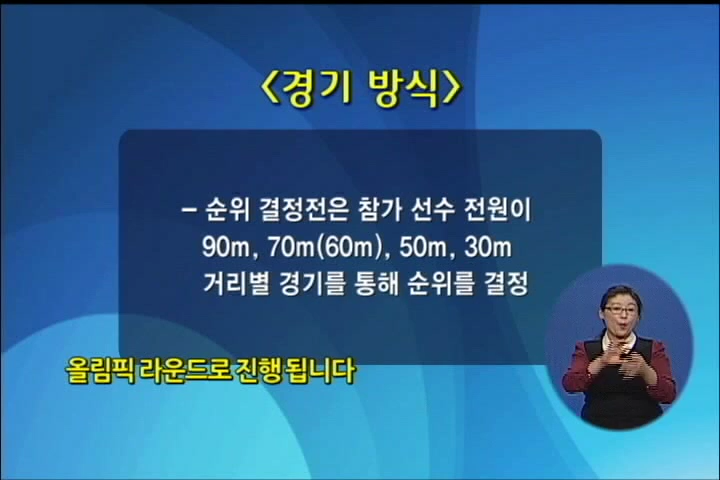 <경기 방식>
- 순위 결정전은 참가 선수 전원이
90m, 70m(60m), 50m, 30m
거리별 경기를 통해 순위를 결정
올림픽 라운드로 진행 됩니다